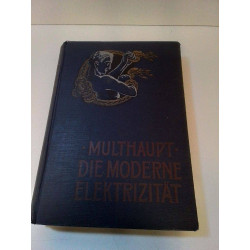 ·MULTHAUPT·
DIE MODERNE
ELEKTRIZITÄT